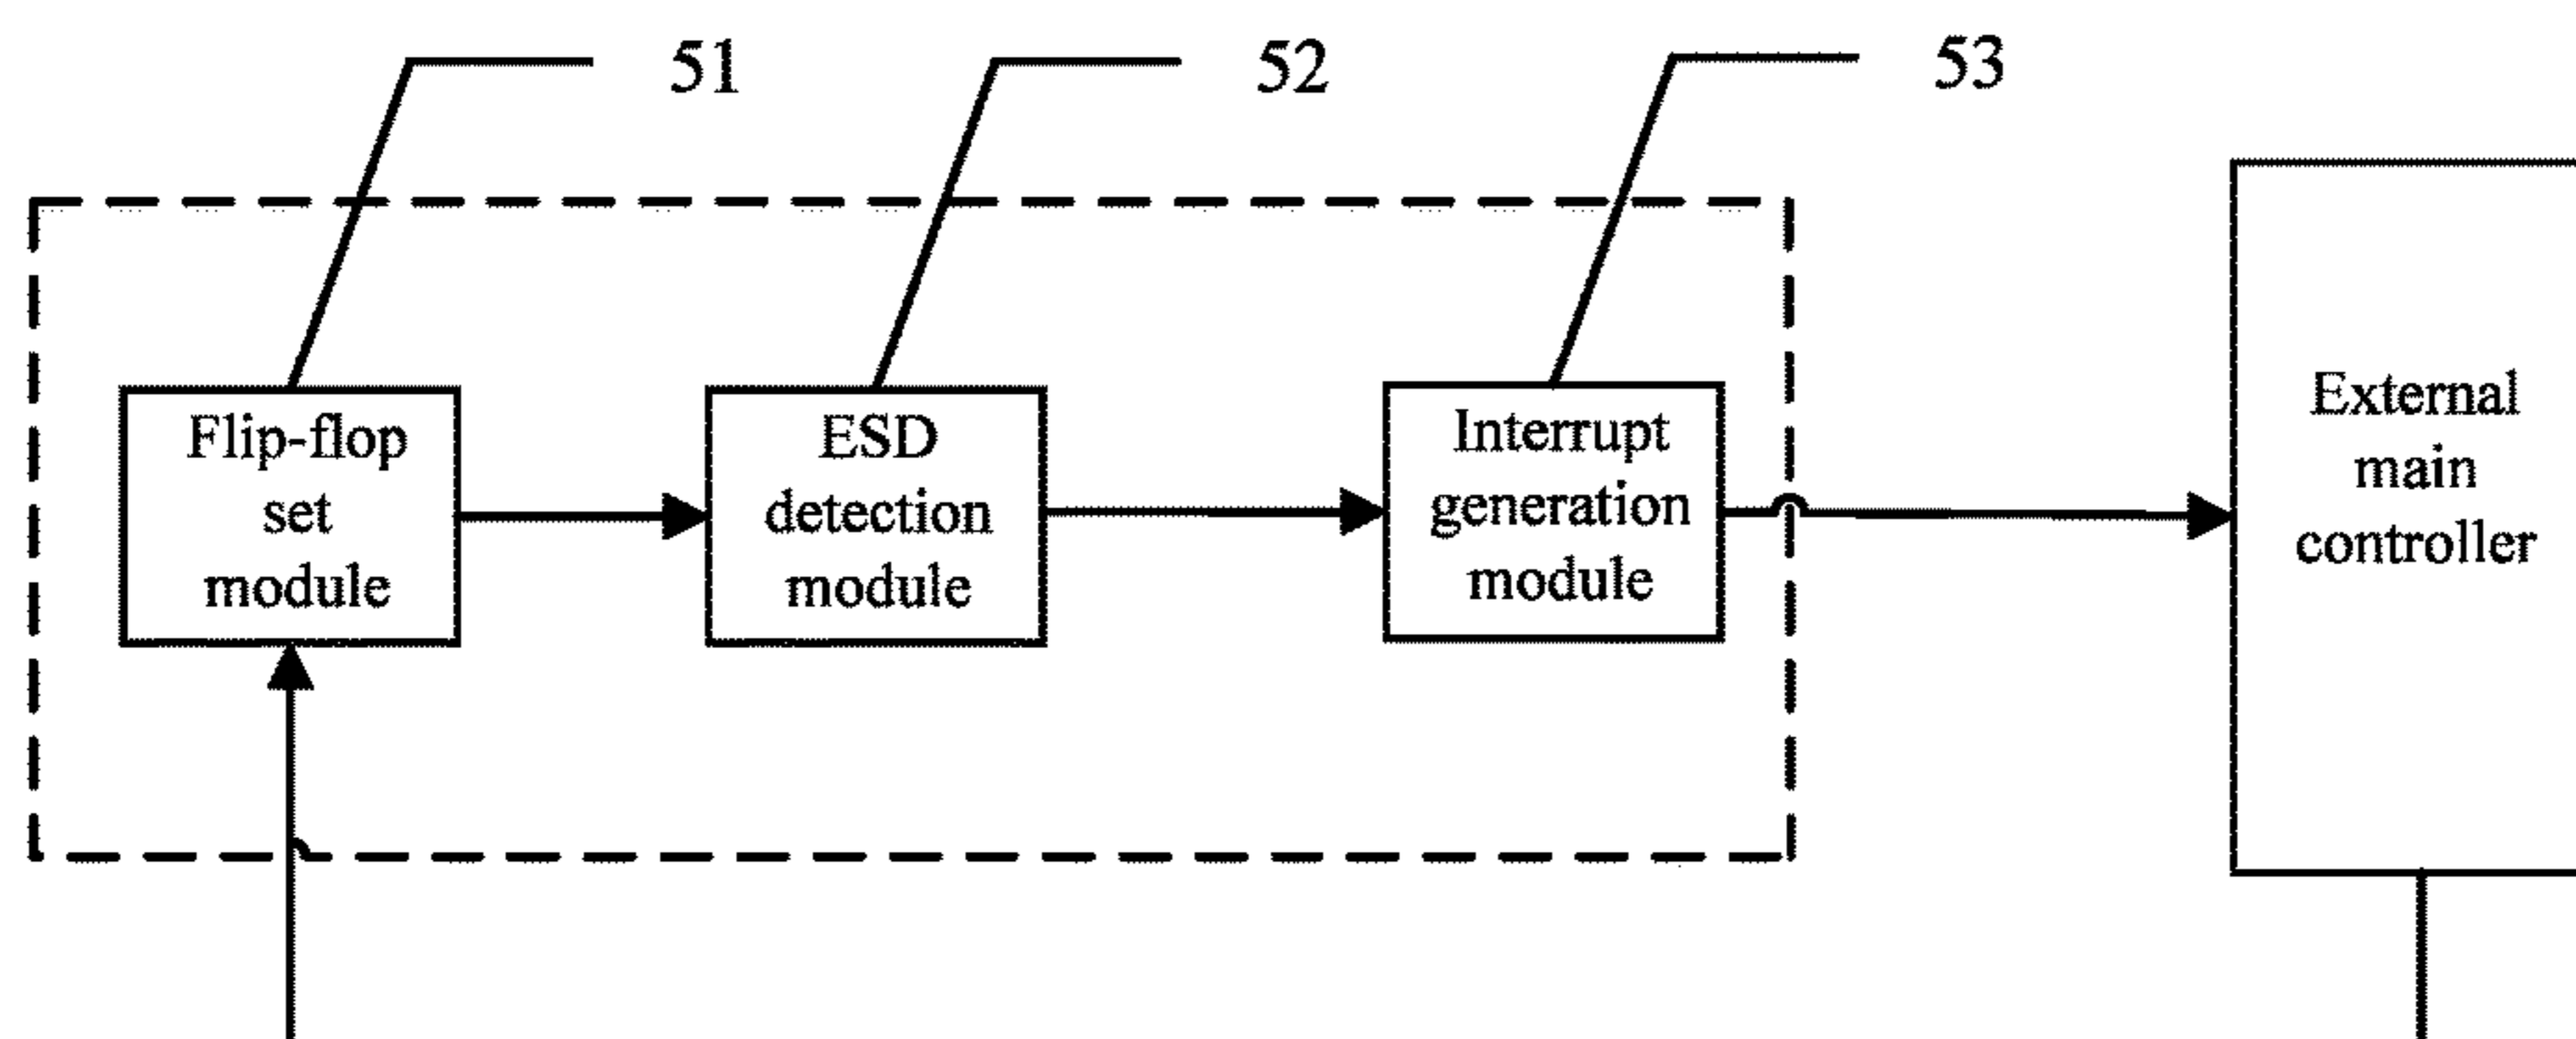 51
52
53
Flip-flop
set
module
ESD
detection
module
Interrupt
generation
module
External
main
controller